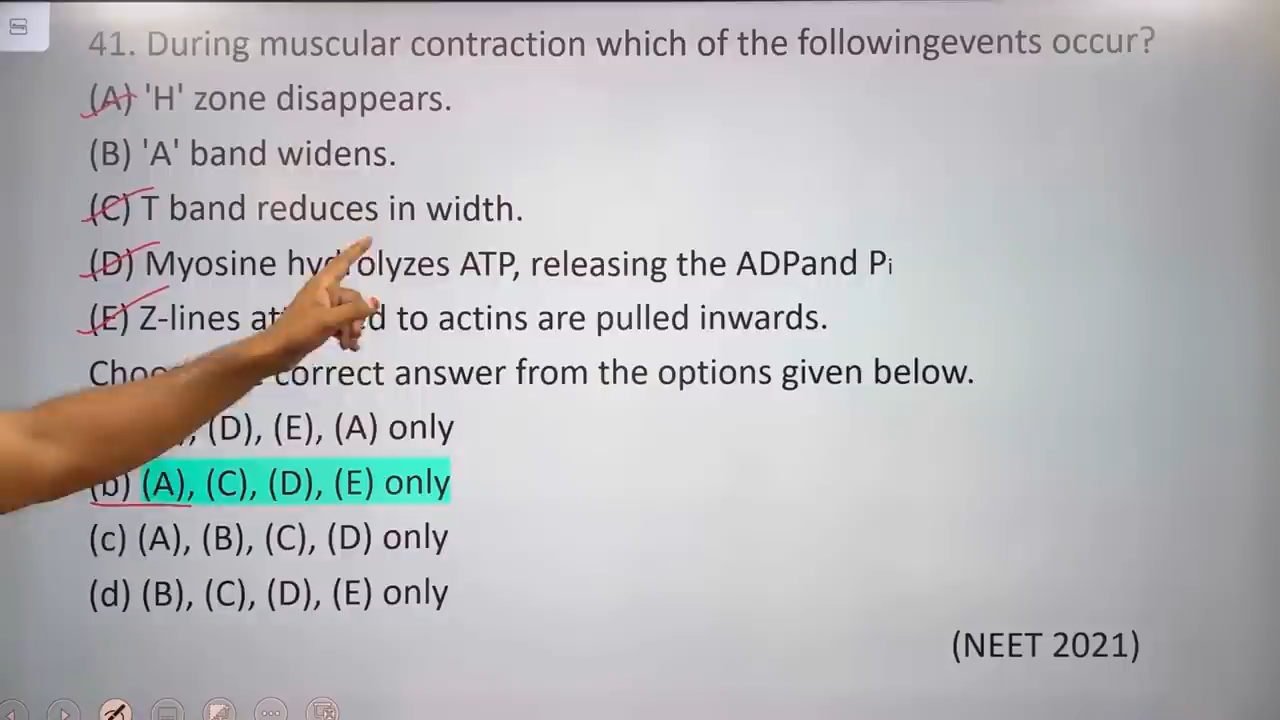 41. During muscular contraction which of the followingevents occur?
(A) 'H' zone disappears.
(B) 'A' band widens.
(C) T band reduces in width.
(D) Myosine hydrolyzes ATP, releasing the ADPand Pi
(E) Z-lines to actins are pulled inwards.
correct answer from the options given below.
(D), (E), (A) only
(b) (A), (C), (D), (E) only
(c) (A), (B), (C), (D) only
(d) (B), (C), (D), (E) only
(NEET 2021)